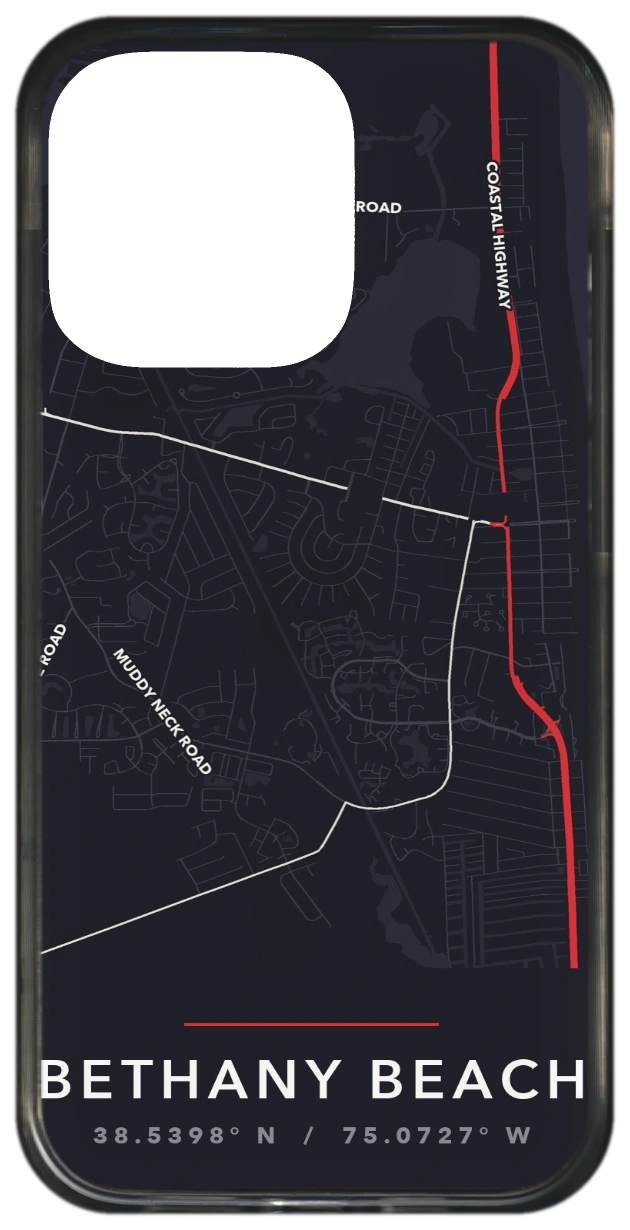 ROAD
COASTAL HIGHWAY
ROAD
MUDDY NECK ROAD
BETHANY BEACH
38.5398° N / 75.0727° W